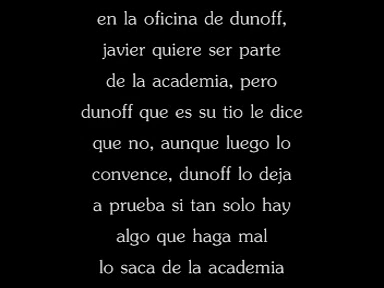 en la oficina de dunoff,
javier quiere ser parte
de la academia, pero
dunoff que es su tio le dice
que no, aunque luego lo
convence, dunoff lo deja
a prueba si tan solo hay
algo que haga mal
lo saca de la academia